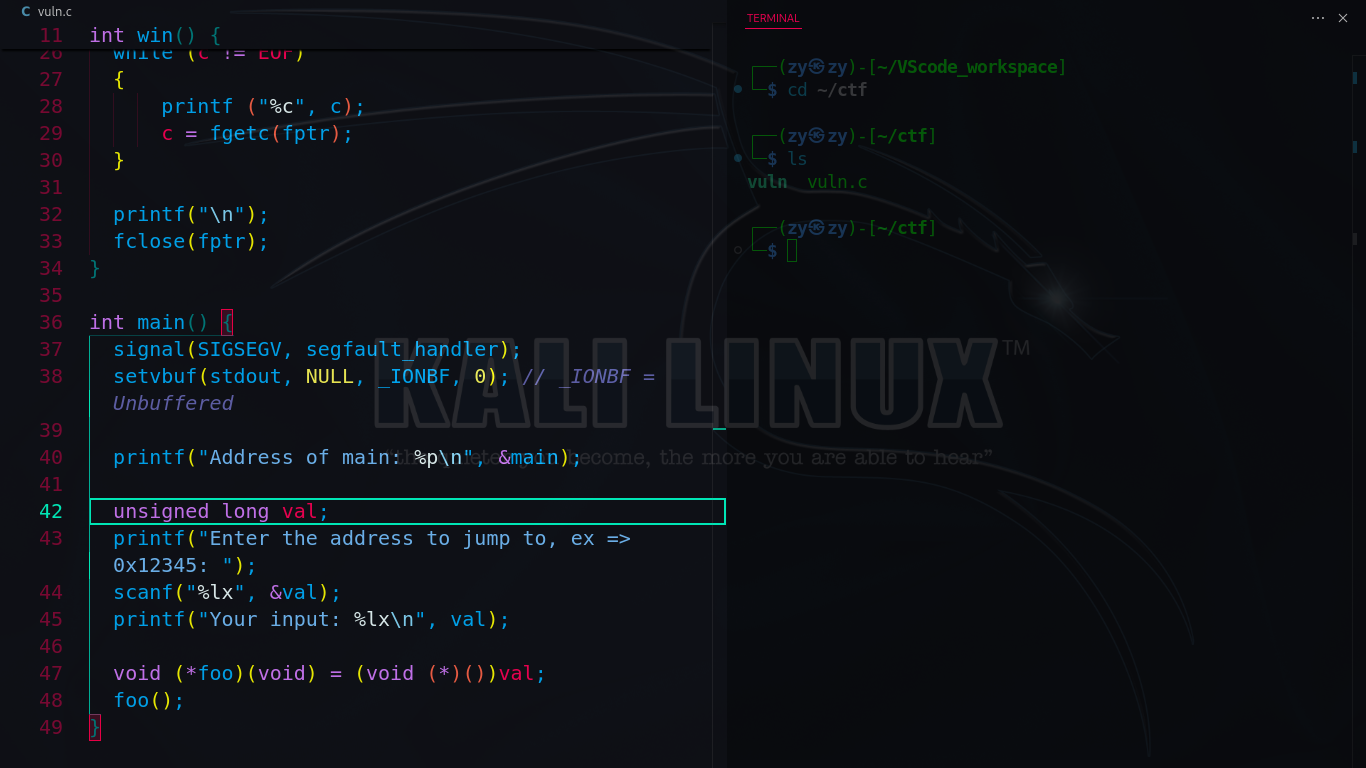 C vuln.c
11 int win() {
26 while (c != EOF)
27 {
28 printf ("%c", c);
29 c = fgetc(fptr);
30 }
31
32 printf("\n");
33 fclose(fptr);
34 }
35
36 int main() {
37 signal(SIGSEGV, segfault_handler);
38 setvbuf(stdout, NULL, _IONBF, 0); // _IONBF =
Unbuffered
39
40 printf("Address of main: %p\n", &main);
41
42 unsigned long val;
43 printf("Enter the address to jump to, ex =>
0x12345: ");
44 scanf("%lx", &val);
45 printf("Your input: %lx\n", val);
46
47 void (*foo)(void) = (void (*)())val;
48 foo();
49 }
TERMINAL
┌──(zy㉿zy)-[~/VScode_workspace]
└─$ cd ~/ctf
┌──(zy㉿zy)-[~/ctf]
└─$ ls
vuln vuln.c
┌──(zy㉿zy)-[~/ctf]
└─$
KALI LINUX™
become, the more you are able to hear"